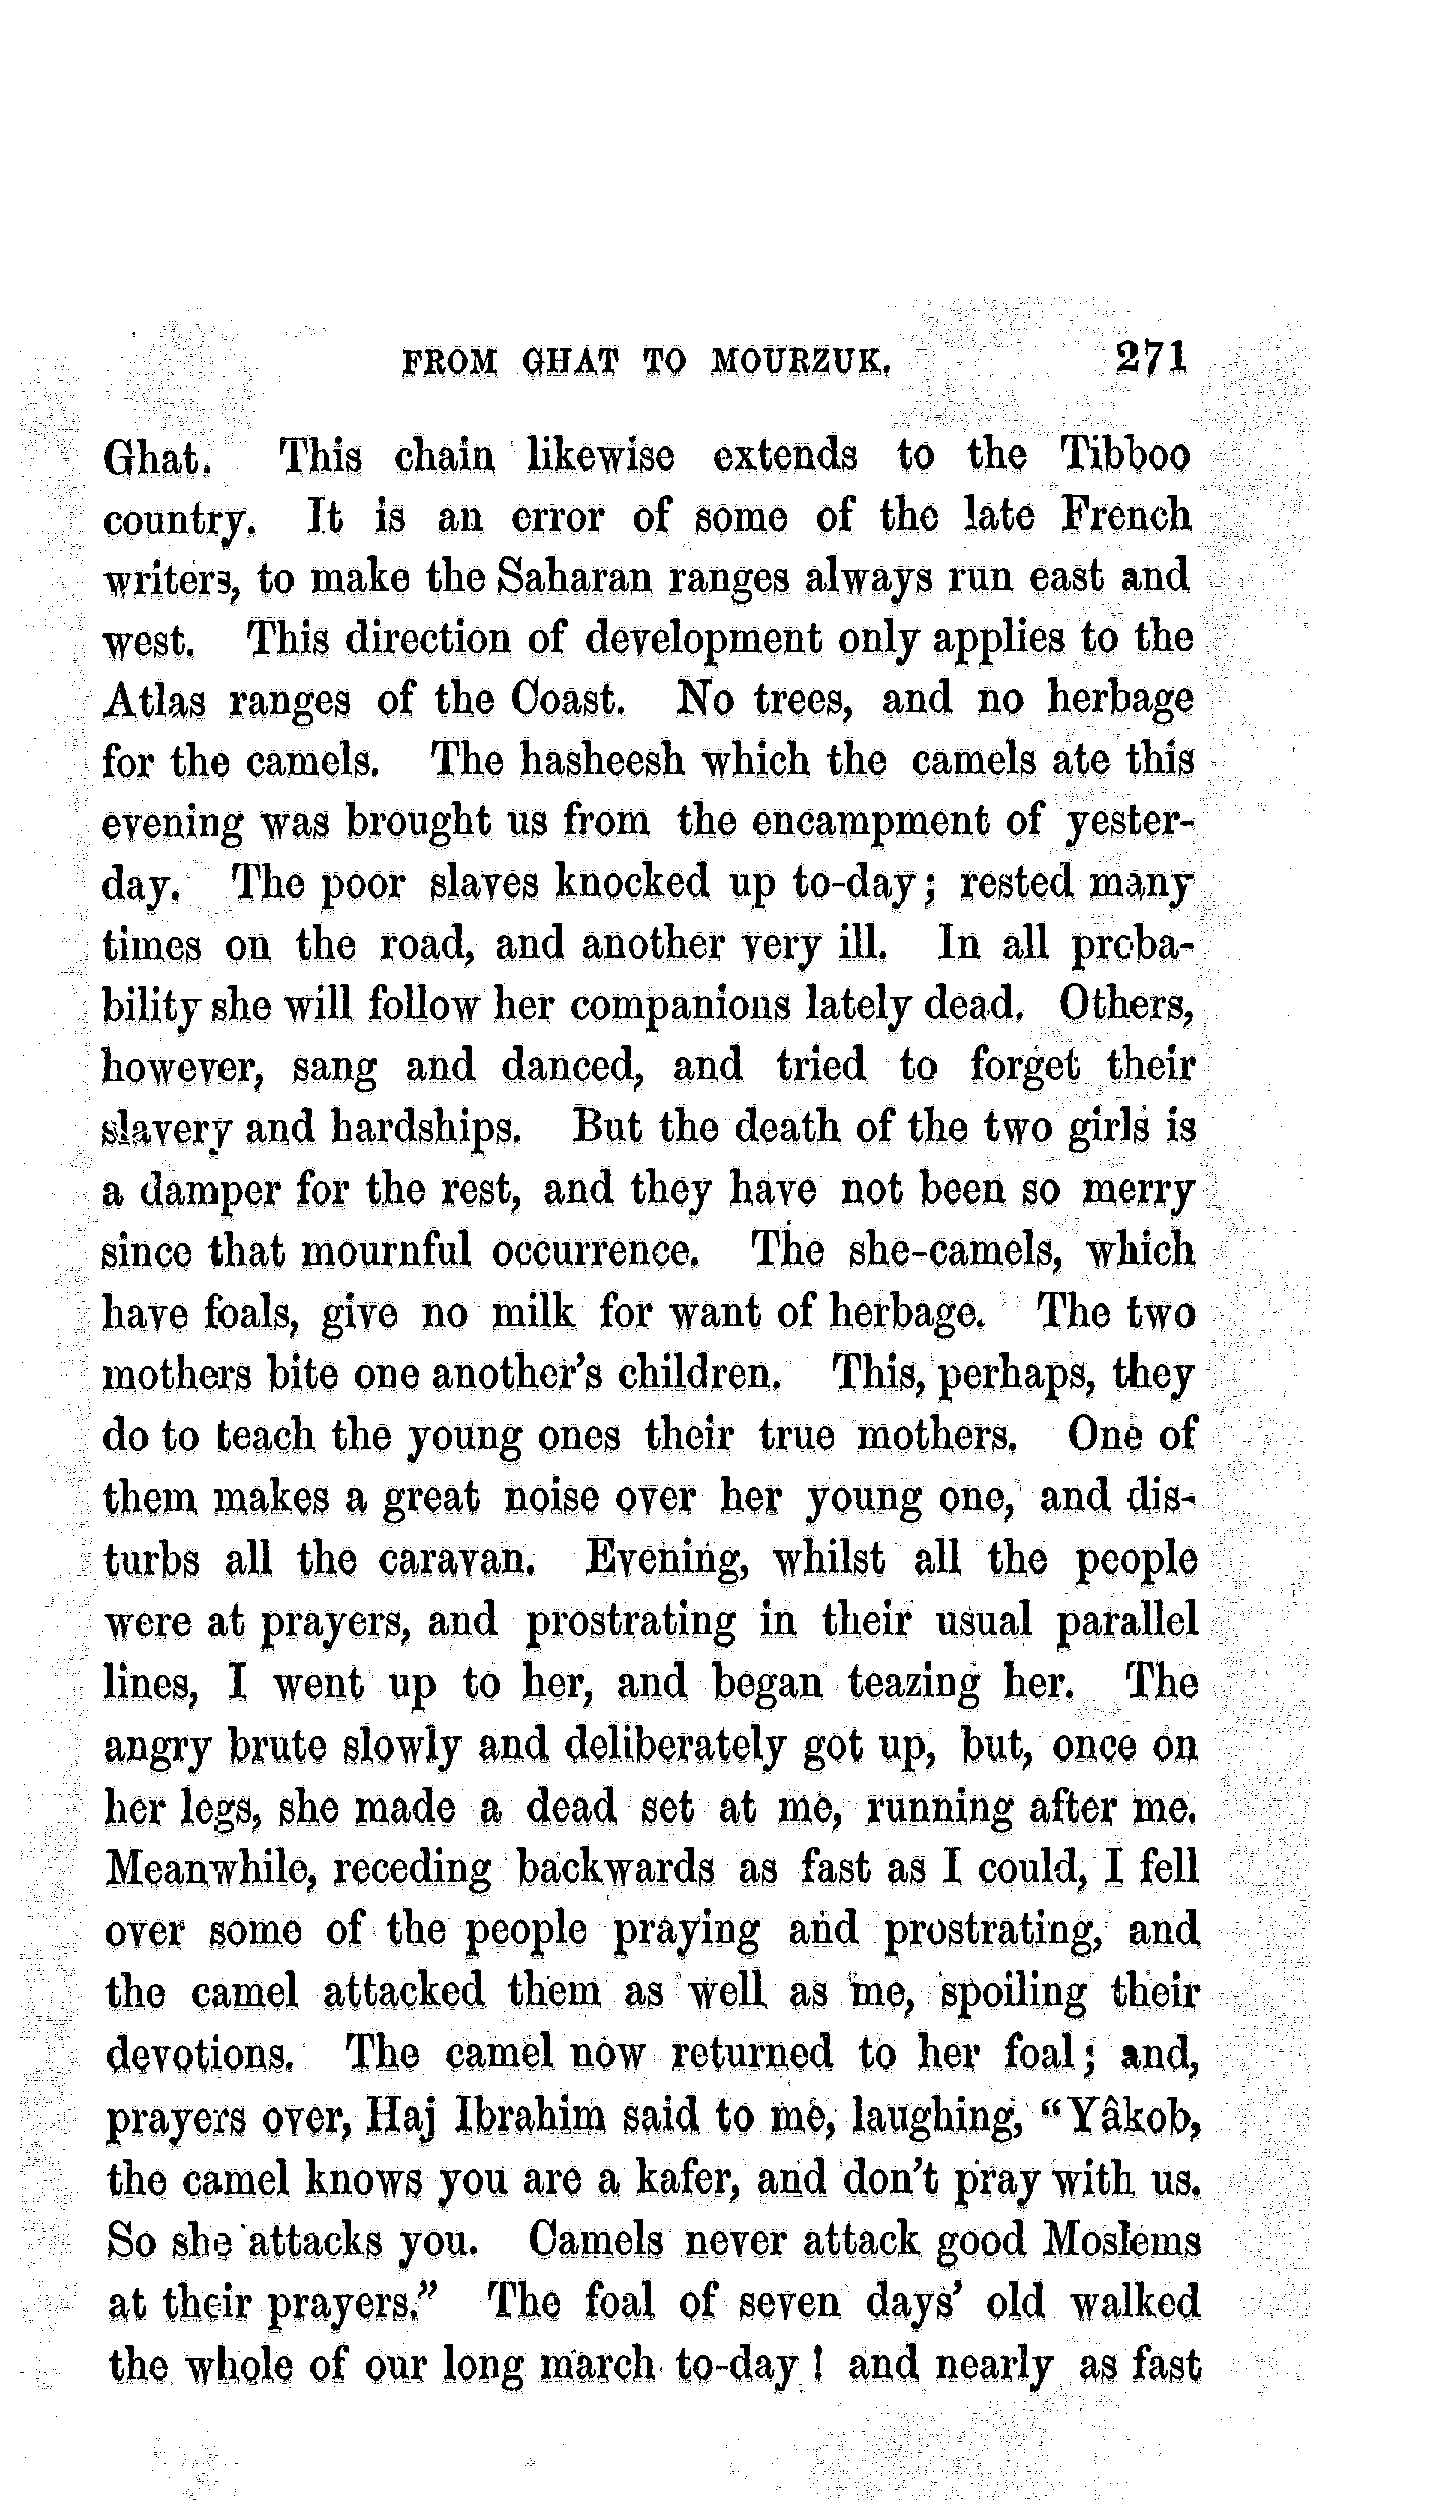 FROM GHAT TO MOURZUK. 271
Ghat. This chain likewise extends to the Tibboo
country. It is an error of some of the late French
writers, to make the Saharan ranges always run east and
west. This direction of development only applies to the
Atlas ranges of the Coast. No trees, and no herbage
for the camels. The hasheesh which the camels ate this
evening was brought us from the encampment of yester-
day. The poor slaves knocked up to-day; rested many
times on the road, and another very ill. In all proba-
bility she will follow her companions lately dead. Others,
however, sang and danced, and tried to forget their
slavery and hardships. But the death of the two girls is
a damper for the rest, and they have not been so merry
since that mournful occurrence. The she-camels, which
have foals, give no milk for want of herbage. The two
mothers bite one another's children. This, perhaps, they
do to teach the young ones their true mothers. One of
them makes a great noise over her young one, and dis-
turbs all the caravan. Evening, whilst all the people
were at prayers, and prostrating in their usual parallel
lines, I went up to her, and began teazing her. The
angry brute slowly and deliberately got up, but, once on
her legs, she made a dead set at me, running after me.
Meanwhile, receding backwards as fast as I could, I fell
over some of the people praying and prostrating, and
the camel attacked them as well as me, spoiling their
devotions. The camel now returned to her foal; and,
prayers over, Haj Ibrahim said to me, laughing, "Yâkob,
the camel knows you are a kafer, and don't pray with us.
So she attacks you. Camels never attack good Moslems
at their prayers." The foal of seven days' old walked
the whole of our long march to-day! and nearly as fast